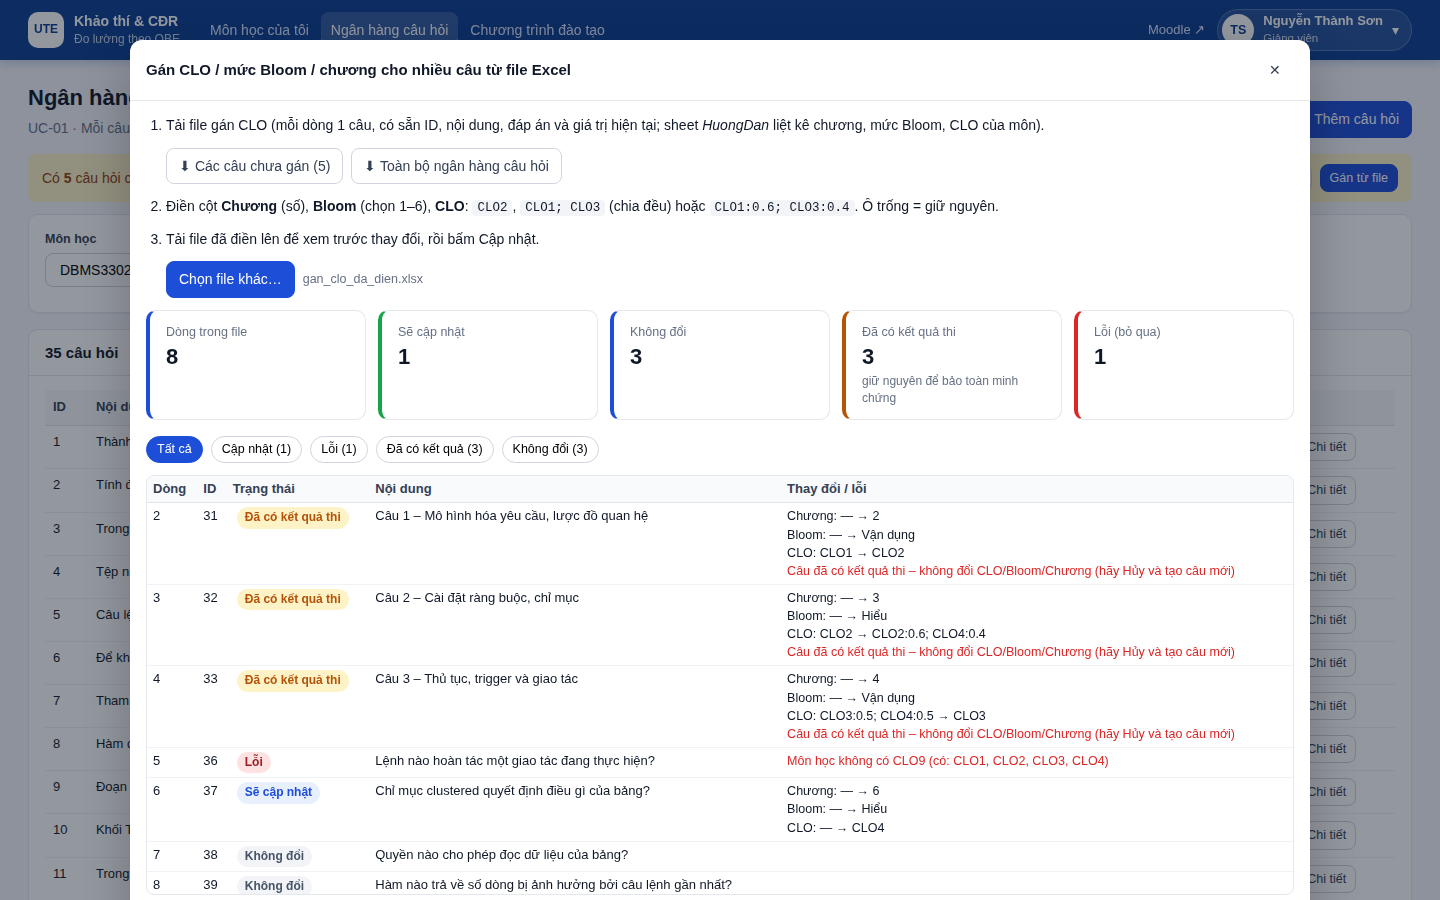 UTE
Khảo thí & CĐR
Đo lường theo OBE
Môn học của tôi
Ngân hàng câu hỏi
Chương trình đào tạo
Moodle ↗
TS
Nguyễn Thành Sơn
Giảng viên
▾
Gán CLO / mức Bloom / chương cho nhiều câu từ file Excel
×
Ngân hàn
UC-01 · Mỗi câu
Thêm câu hỏi
Có 5 câu hỏi c
Gán từ file
Môn học
DBMS3302
35 câu hỏi
ID Nội du
1 Thành
Chi tiết
2 Tính đ
Chi tiết
3 Trong
Chi tiết
4 Tệp n
Chi tiết
5 Câu lệ
Chi tiết
6 Để kh
Chi tiết
7 Tham
Chi tiết
8 Hàm
Chi tiết
9 Đoạn
Chi tiết
10 Khối T
Chi tiết
11 Trong
Chi tiết
1. Tải file gán CLO (mỗi dòng 1 câu, có sẵn ID, nội dung, đáp án và giá trị hiện tại; sheet HuongDan liệt kê chương, mức Bloom, CLO của môn).
⬇ Các câu chưa gán (5)
⬇ Toàn bộ ngân hàng câu hỏi
2. Điền cột Chương (số), Bloom (chọn 1–6), CLO: CLO2 , CLO1; CLO3 (chia đều) hoặc CLO1:0.6; CLO3:0.4 . Ô trống = giữ nguyên.
3. Tải file đã điền lên để xem trước thay đổi, rồi bấm Cập nhật.
Chọn file khác…
gan_clo_da_dien.xlsx
Dòng trong file
8
Sẽ cập nhật
1
Không đổi
3
Đã có kết quả thi
3
giữ nguyên để bảo toàn minh
chứng
Lỗi (bỏ qua)
1
Tất cả
Cập nhật (1)
Lỗi (1)
Đã có kết quả (3)
Không đổi (3)
Dòng ID Trạng thái Nội dung Thay đổi / lỗi
2 31 Đã có kết quả thi Câu 1 – Mô hình hóa yêu cầu, lược đồ quan hệ Chương: — → 2
Bloom: — → Vận dụng
CLO: CLO1 → CLO2
Câu đã có kết quả thi – không đổi CLO/Bloom/Chương (hãy Hủy và tạo câu mới)
3 32 Đã có kết quả thi Câu 2 – Cài đặt ràng buộc, chỉ mục Chương: — → 3
Bloom: — → Hiểu
CLO: CLO2 → CLO2:0.6; CLO4:0.4
Câu đã có kết quả thi – không đổi CLO/Bloom/Chương (hãy Hủy và tạo câu mới)
4 33 Đã có kết quả thi Câu 3 – Thủ tục, trigger và giao tác Chương: — → 4
Bloom: — → Vận dụng
CLO: CLO3:0.5; CLO4:0.5 → CLO3
Câu đã có kết quả thi – không đổi CLO/Bloom/Chương (hãy Hủy và tạo câu mới)
5 36 Lỗi Lệnh nào hoàn tác một giao tác đang thực hiện? Môn học không có CLO9 (có: CLO1, CLO2, CLO3, CLO4)
6 37 Sẽ cập nhật Chỉ mục clustered quyết định điều gì của bảng? Chương: — → 6
Bloom: — → Hiểu
CLO: — → CLO4
7 38 Không đổi Quyền nào cho phép đọc dữ liệu của bảng?
8 39 Không đổi Hàm nào trả về số dòng bị ảnh hưởng bởi câu lệnh gần nhất?